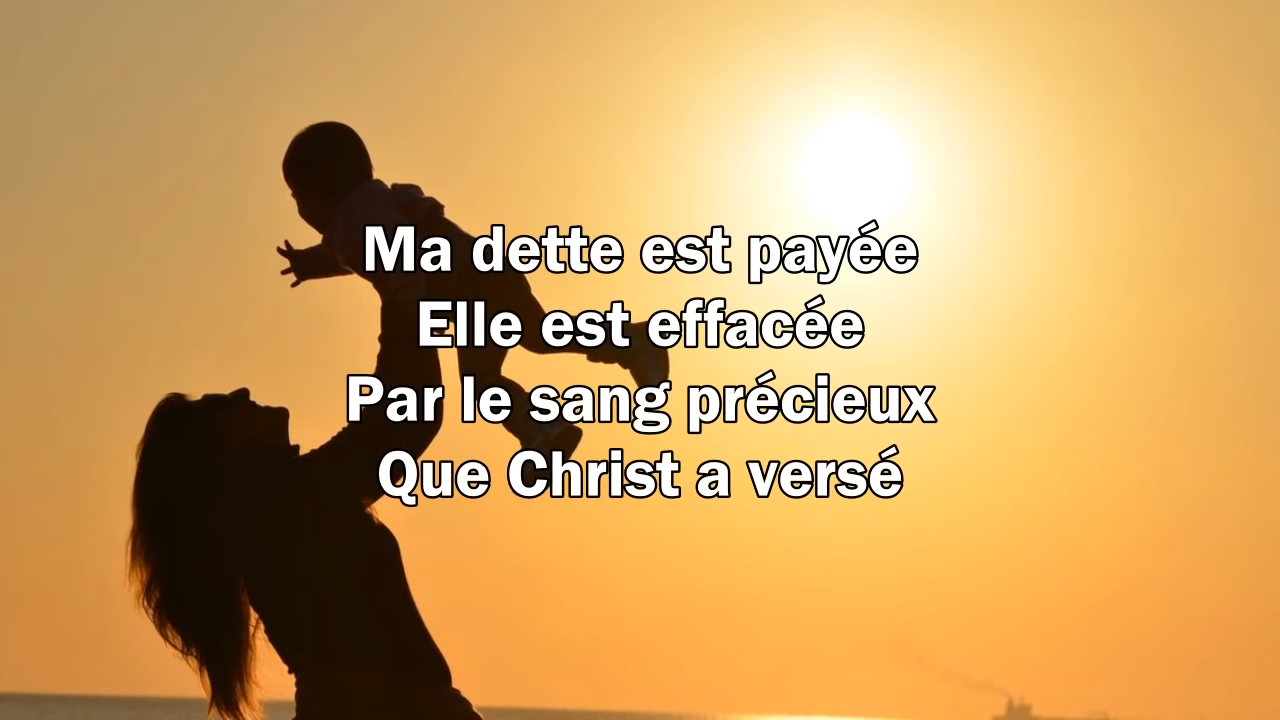 Ma dette est payée
Elle est effacée
Par le sang précieux
Que Christ a versé